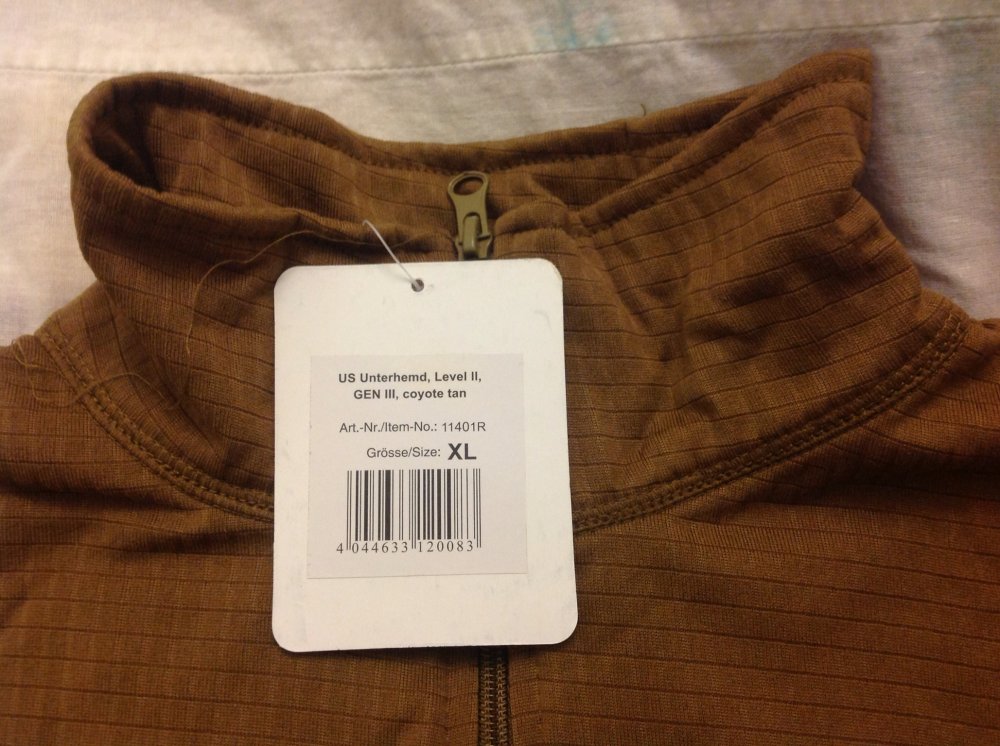 US Unterhemd, Level II,
GEN III, coyote tan
Art.-Nr./Item-No.: 11401R
Grösse/Size: XL
4 044633 120083